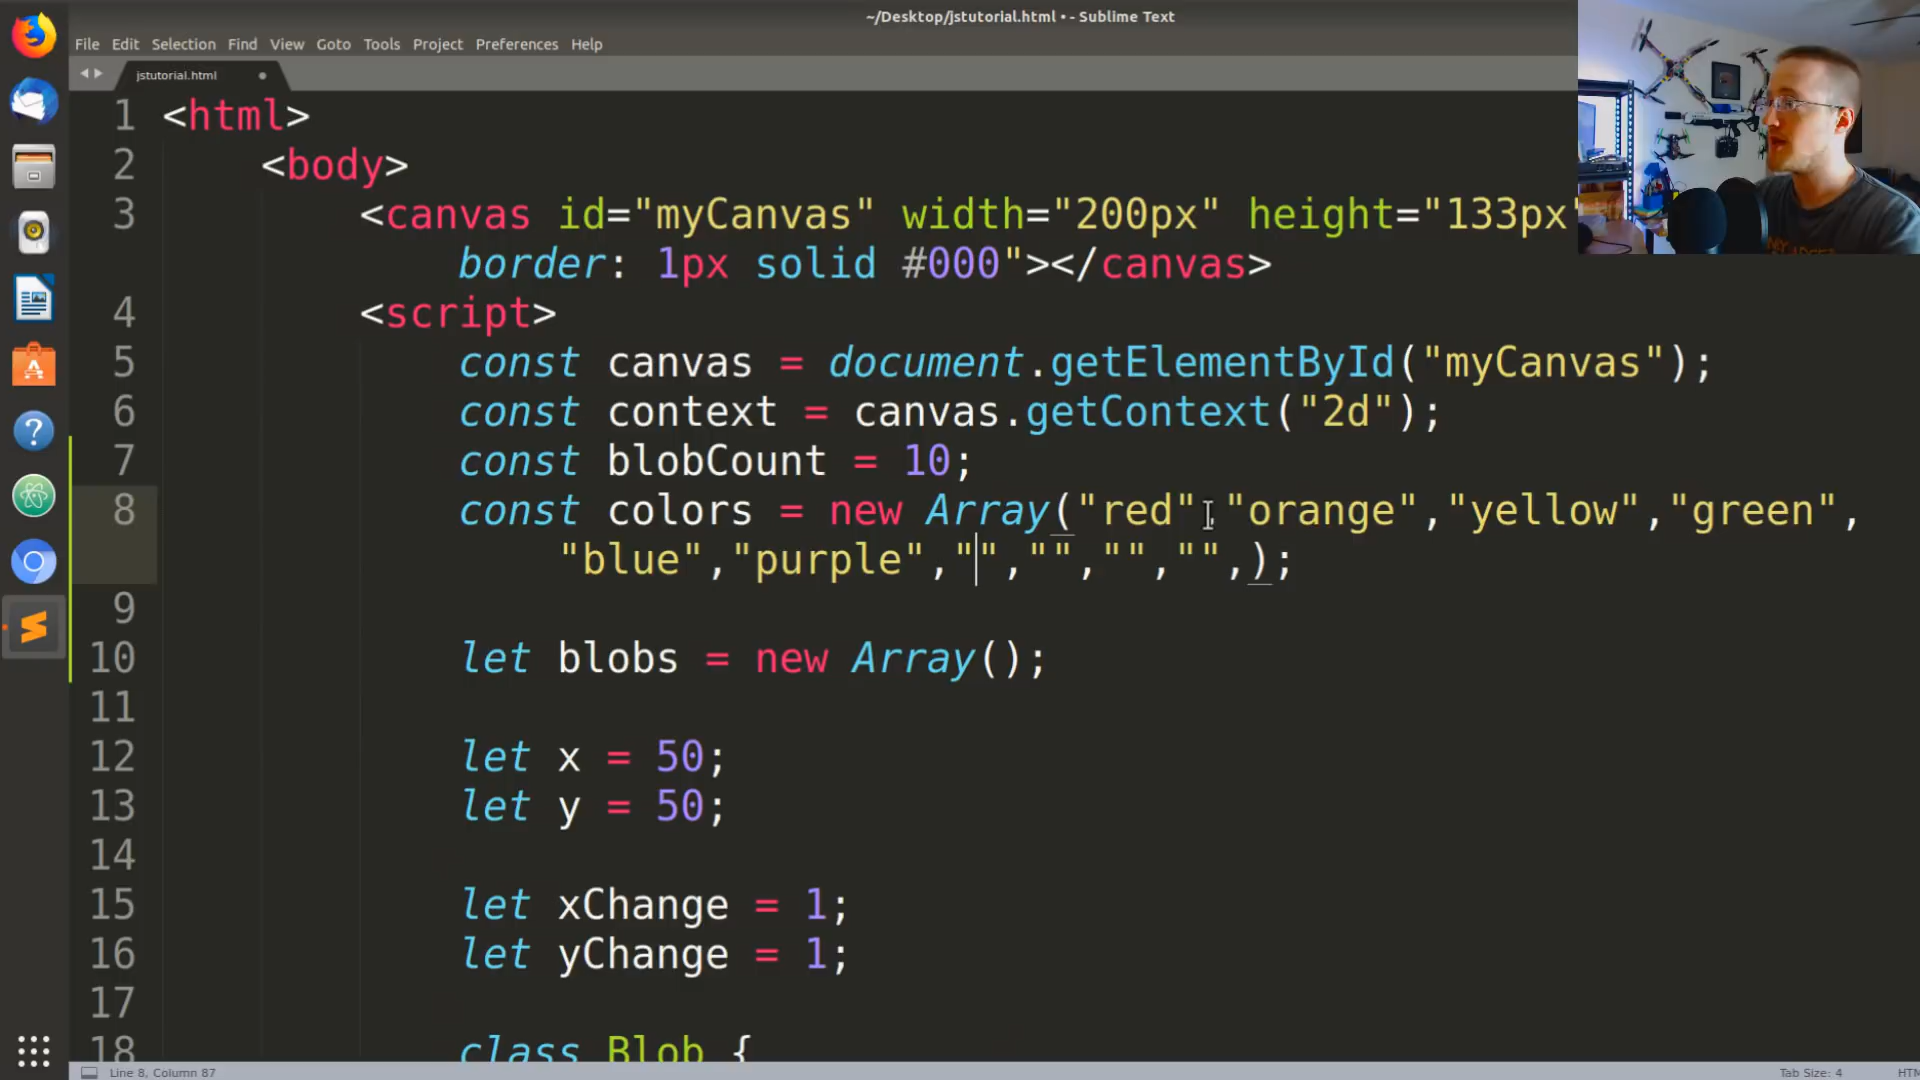 ~/Desktop/jstutorial.html • - Sublime Text
File Edit Selection Find View Goto Tools Project Preferences Help
jstutorial.html
1 <html>
2 <body>
3 <canvas id="myCanvas" width="200px" height="133px"
border: 1px solid #000"></canvas>
4 <script>
5 const canvas = document.getElementById("myCanvas");
6 const context = canvas.getContext("2d");
7 const blobCount = 10;
8 const colors = new Array("red","orange","yellow","green",
"blue","purple","","","","",);
9
10 let blobs = new Array();
11
12 let x = 50;
13 let y = 50;
14
15 let xChange = 1;
16 let yChange = 1;
17
18 class Blob {
Line 8, Column 87
Tab Size: 4
HTM